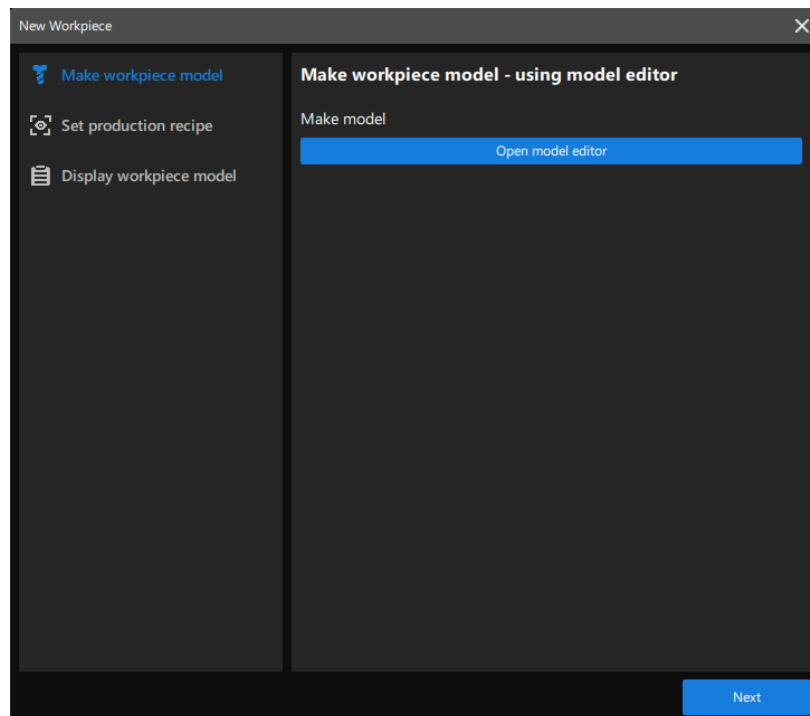 New Workpiece
Make workpiece model
Set production recipe
Display workpiece model
Make workpiece model - using model editor
Make model
Open model editor
Next